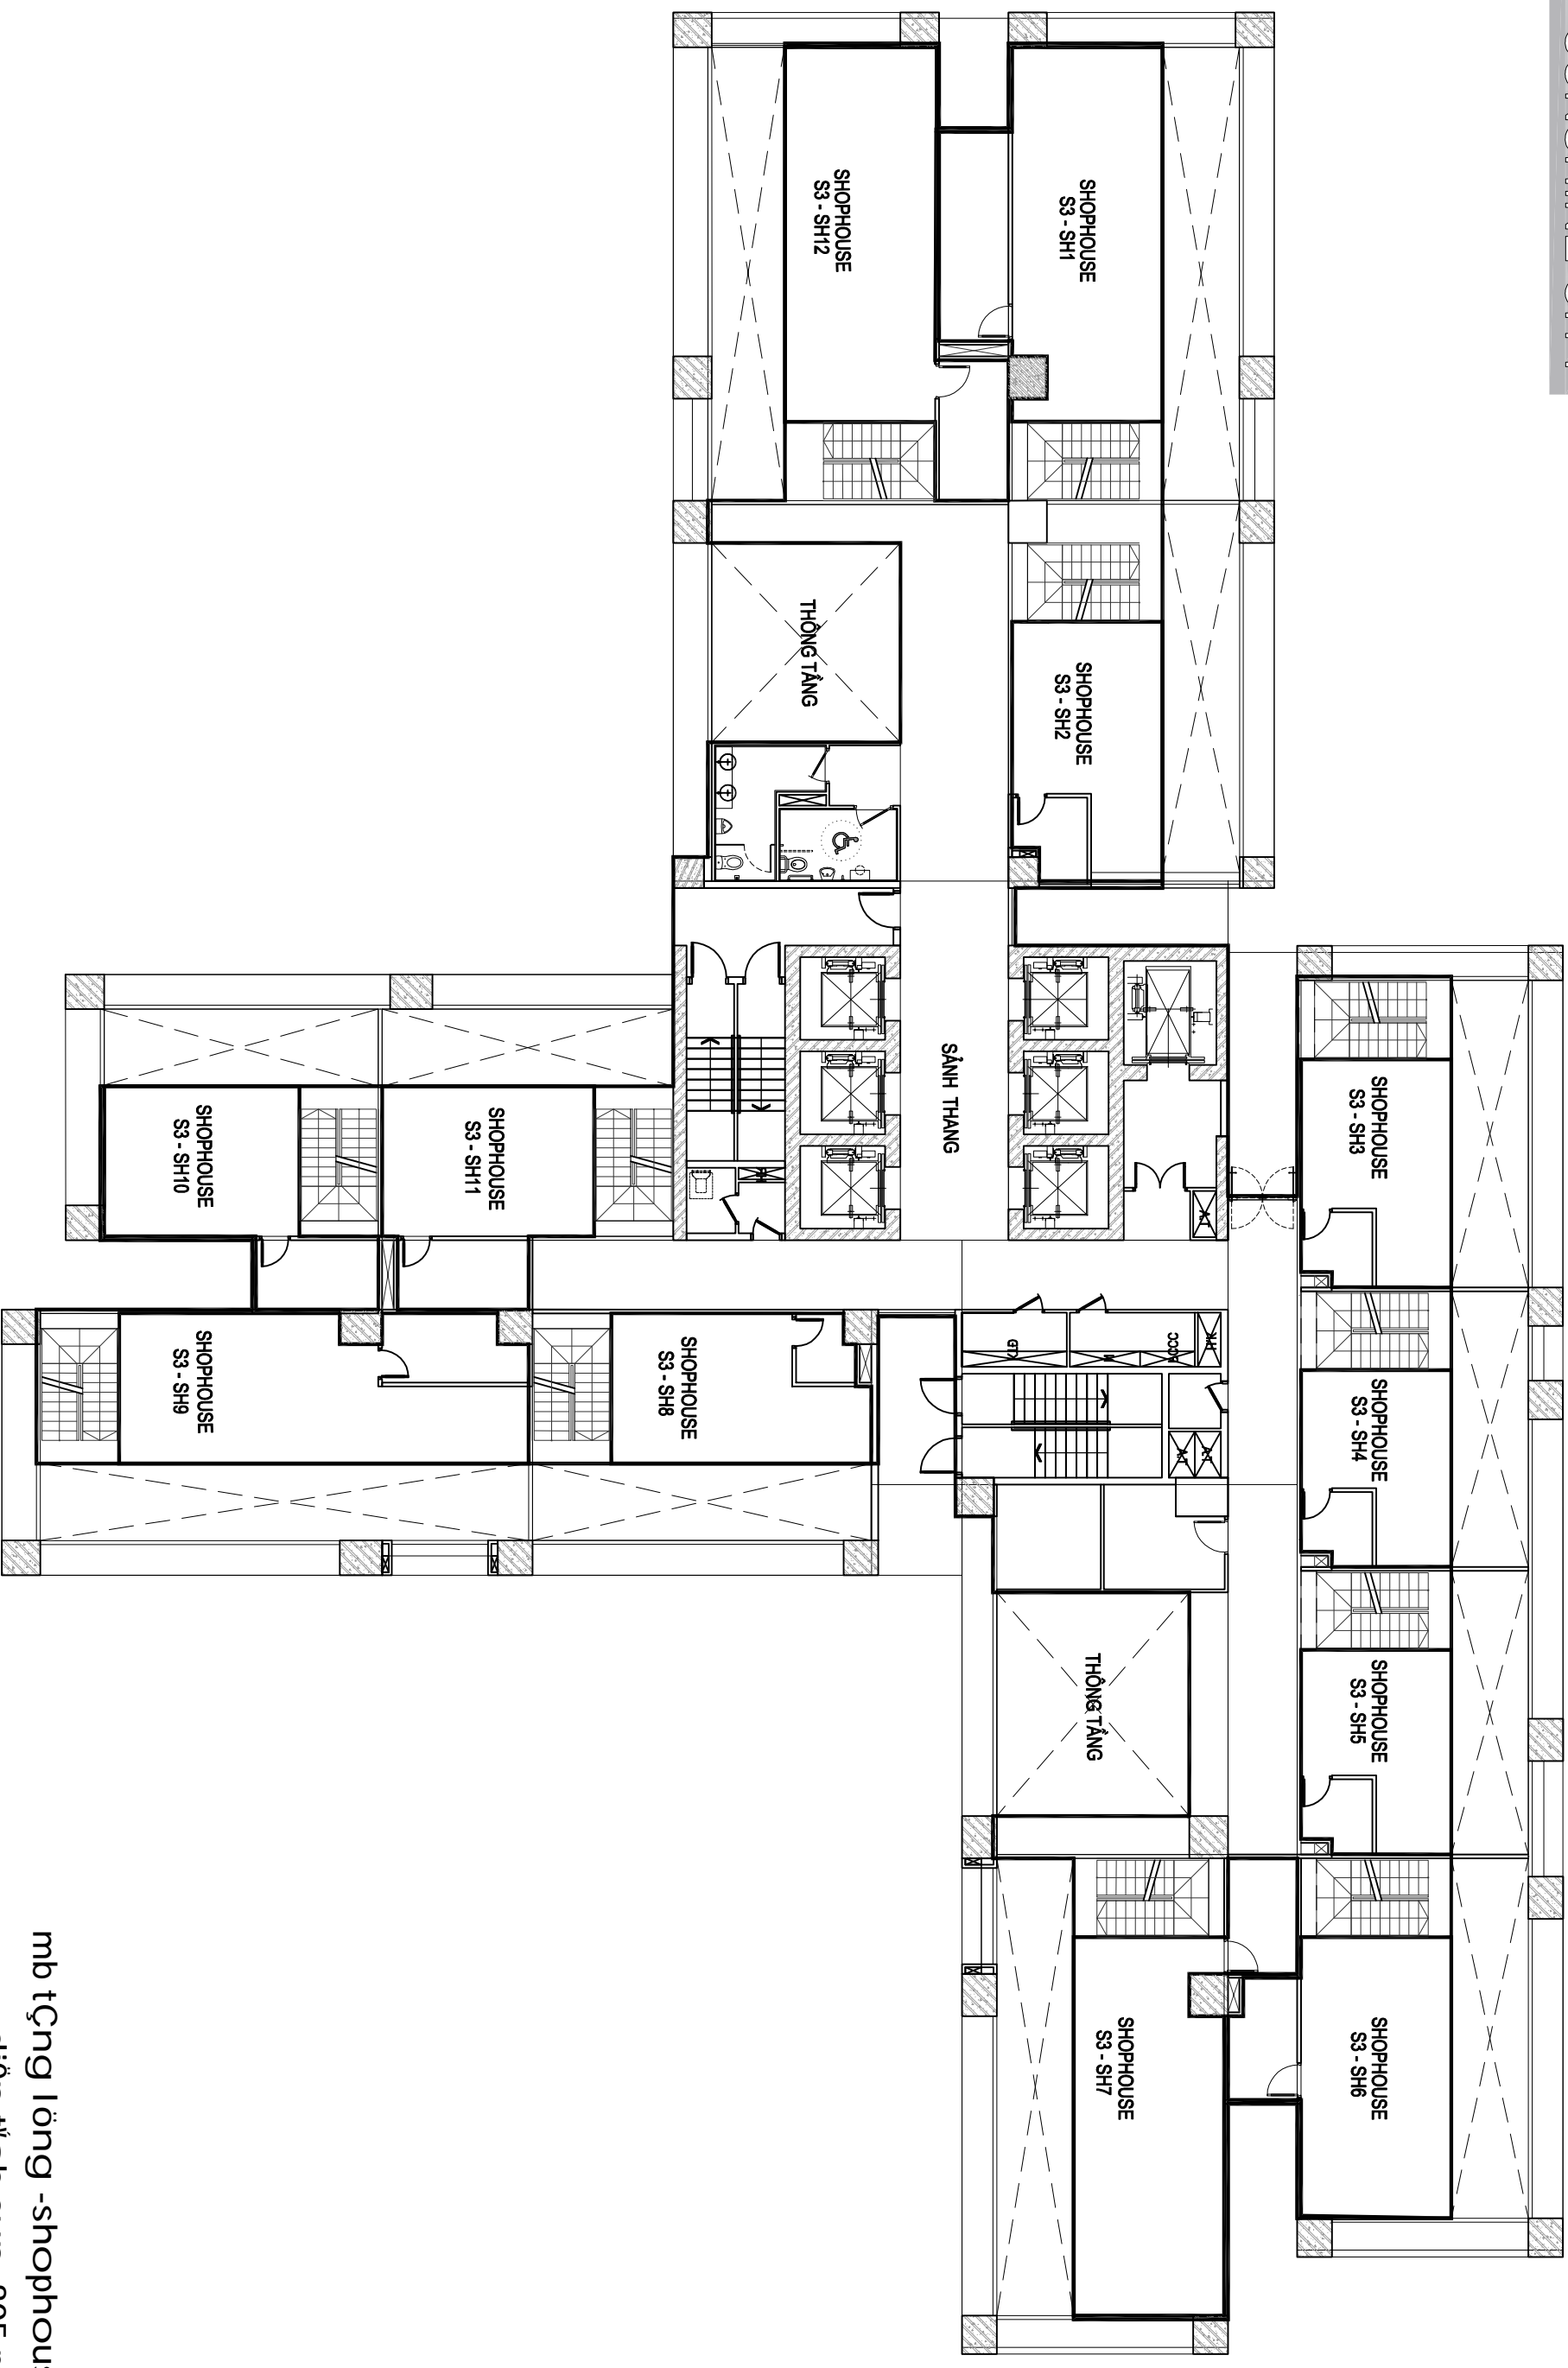 SHOPHOUSE
S3 - SH1
SHOPHOUSE
S3 - SH12
SHOPHOUSE
S3 - SH2
THÔNG TẦNG
SẢNH THANG
SHOPHOUSE
S3 - SH3
SHOPHOUSE
S3 - SH4
SHOPHOUSE
S3 - SH5
SHOPHOUSE
S3 - SH6
SHOPHOUSE
S3 - SH7
THÔNG TẦNG
SHOPHOUSE
S3 - SH11
SHOPHOUSE
S3 - SH10
SHOPHOUSE
S3 - SH8
SHOPHOUSE
S3 - SH9
ACCC
HK
mb tÇng löng -shophous